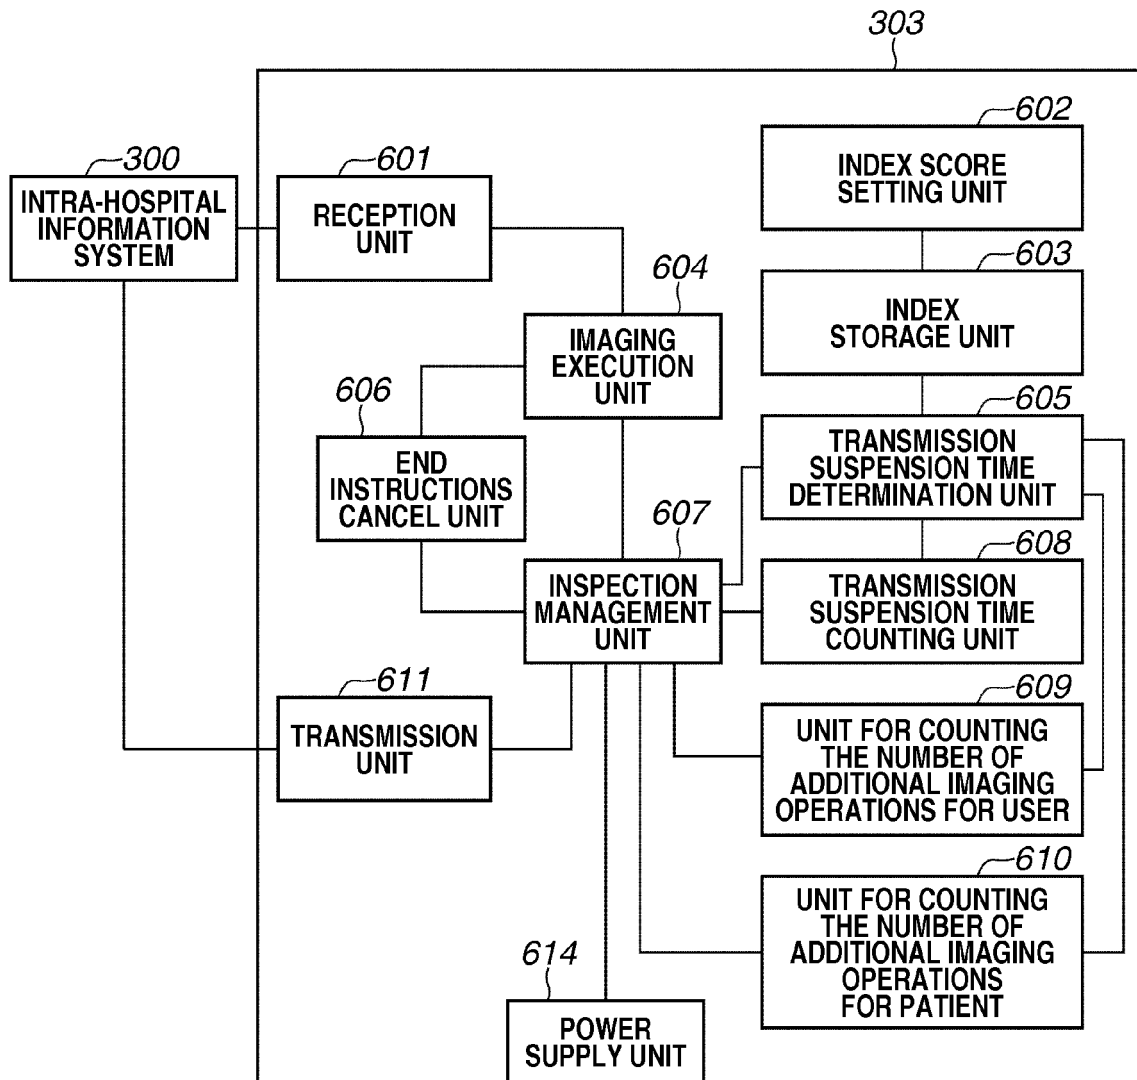 303
602
INDEX SCORE
SETTING UNIT
300
INTRA-HOSPITAL
INFORMATION
SYSTEM
601
RECEPTION
UNIT
603
INDEX
STORAGE UNIT
604
IMAGING
EXECUTION
UNIT
606
END
INSTRUCTIONS
CANCEL UNIT
605
TRANSMISSION
SUSPENSION TIME
DETERMINATION UNIT
607
INSPECTION
MANAGEMENT
UNIT
608
TRANSMISSION
SUSPENSION TIME
COUNTING UNIT
611
TRANSMISSION
UNIT
609
UNIT FOR COUNTING
THE NUMBER OF
ADDITIONAL IMAGING
OPERATIONS FOR USER
610
UNIT FOR COUNTING
THE NUMBER OF
ADDITIONAL IMAGING
OPERATIONS
FOR PATIENT
614
POWER
SUPPLY UNIT